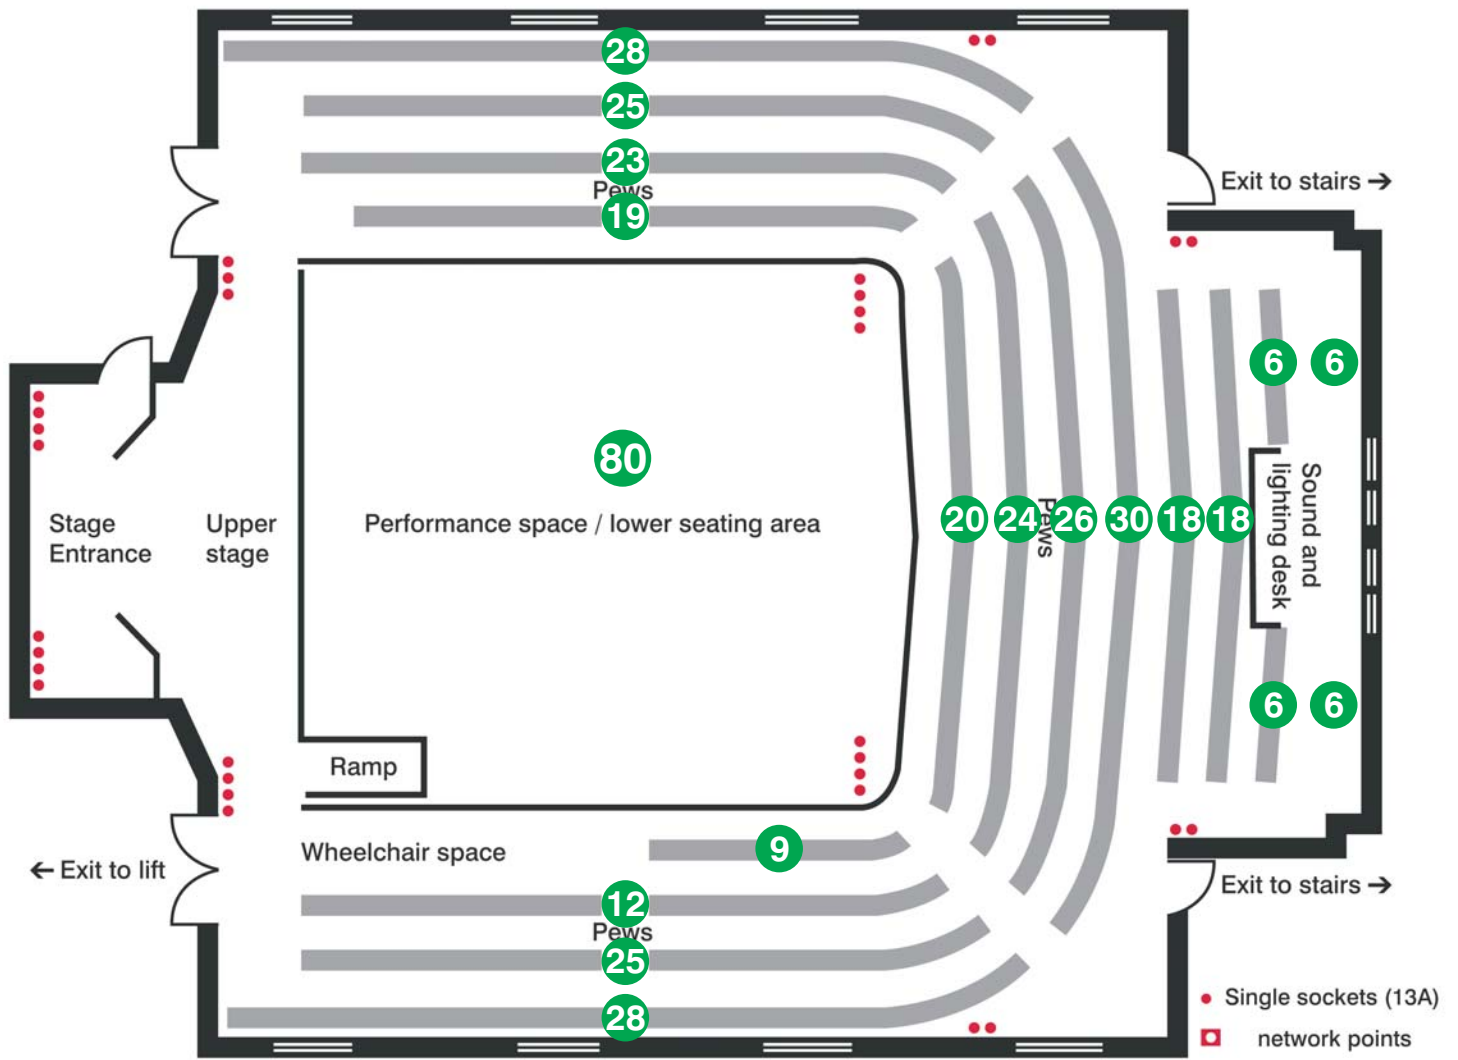 28
25
Exit to stairs →
23
Pews
19
6 6
80
Stage
Entrance
Upper
stage
Performance space / lower seating area
20 24 26 30 18 18
Pews
Sound and
lighting desk
6 6
Ramp
Wheelchair space
9
← Exit to lift
Exit to stairs →
12
Pews
25
28
Single sockets (13A)
network points